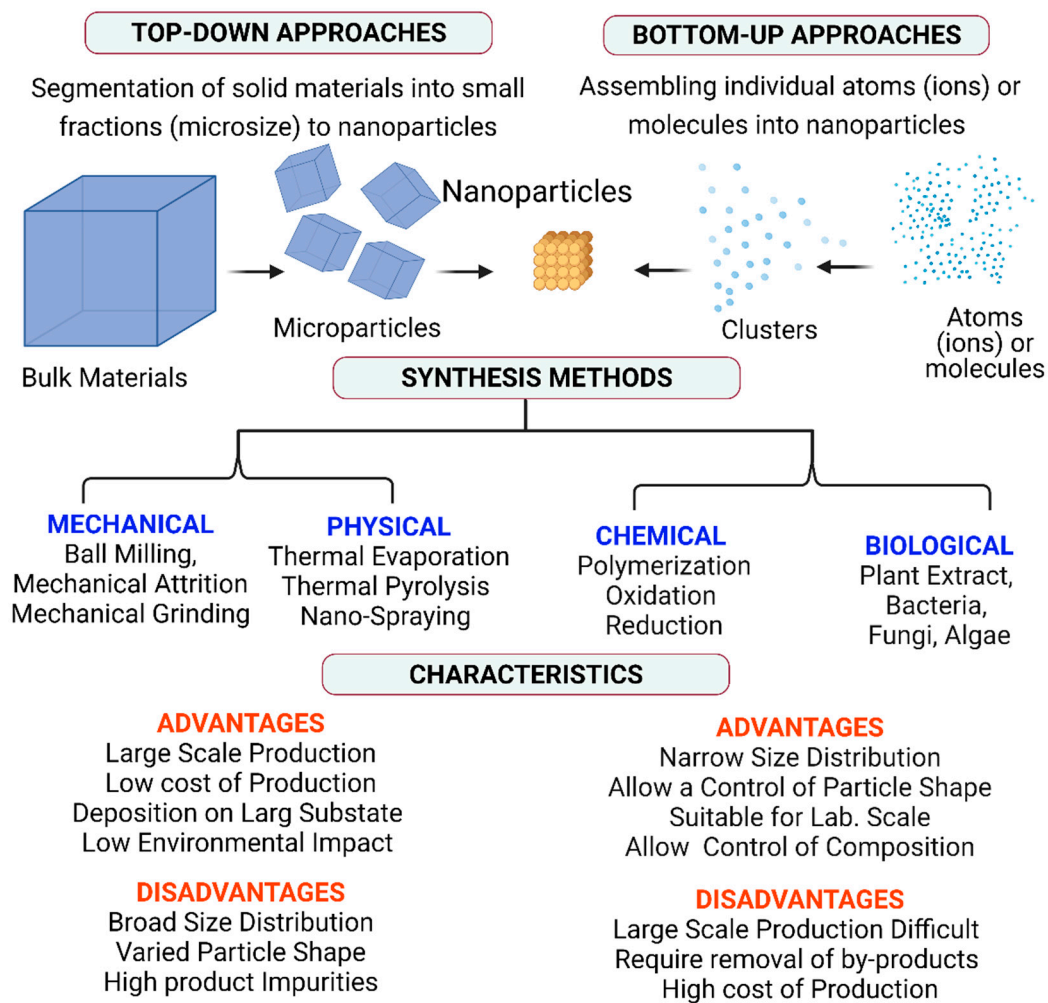 TOP-DOWN APPROACHES
Segmentation of solid materials into small
fractions (microsize) to nanoparticles
BOTTOM-UP APPROACHES
Assembling individual atoms (ions) or
molecules into nanoparticles
Nanoparticles
Bulk Materials
Microparticles
Clusters
Atoms
(ions) or
molecules
SYNTHESIS METHODS
MECHANICAL
Ball Milling,
Mechanical Attrition
Mechanical Grinding
PHYSICAL
Thermal Evaporation
Thermal Pyrolysis
Nano-Spraying
CHEMICAL
Polymerization
Oxidation
Reduction
BIOLOGICAL
Plant Extract,
Bacteria,
Fungi, Algae
CHARACTERISTICS
ADVANTAGES
Large Scale Production
Low cost of Production
Deposition on Larg Substate
Low Environmental Impact
DISADVANTAGES
Broad Size Distribution
Varied Particle Shape
High product Impurities
ADVANTAGES
Narrow Size Distribution
Allow a Control of Particle Shape
Suitable for Lab. Scale
Allow Control of Composition
DISADVANTAGES
Large Scale Production Difficult
Require removal of by-products
High cost of Production